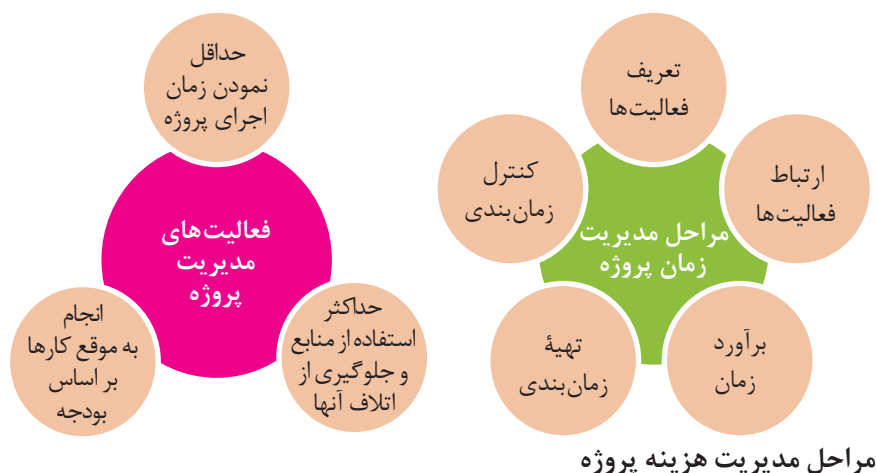 تعریف
فعالیت‌ها
ارتباط
فعالیت‌ها
برآورد
زمان
تهیهٔ
زمان‌بندی
کنترل
زمان‌بندی
مراحل مدیریت
زمان پروژه
حداقل
نمودن زمان
اجرای پروژه
حداکثر
استفاده از منابع
و جلوگیری از
اتلاف آنها
انجام
به موقع کارها
بر اساس
بودجه
فعالیت‌های
مدیریت
پروژه
مراحل مدیریت هزینه پروژه